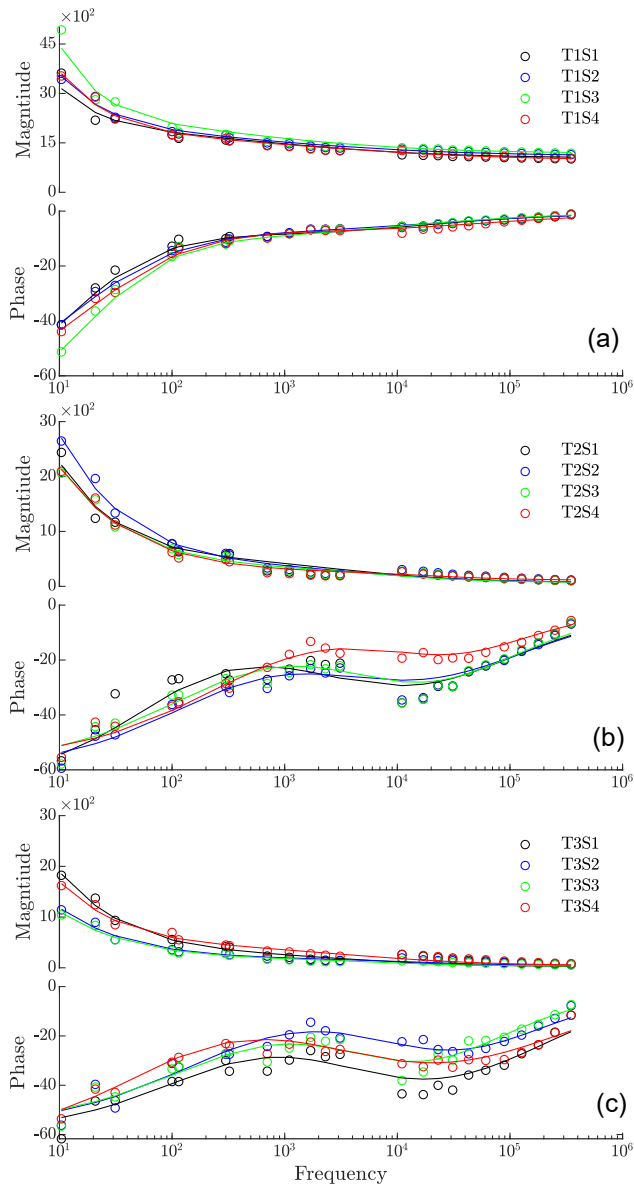 ×10²
45
30
15
Magntiude
T1S1
T1S2
T1S3
T1S4
0
-20
-40
-60
Phase
(a)
10¹ 10² 10³ 10⁴ 10⁵ 10⁶
×10²
30
20
10
0
Magntiude
T2S1
T2S2
T2S3
T2S4
0
-20
-40
-60
Phase
(b)
10¹ 10² 10³ 10⁴ 10⁵ 10⁶
×10²
30
20
10
0
Magntiude
T3S1
T3S2
T3S3
T3S4
0
-20
-40
-60
Phase
(c)
10¹ 10² 10³ 10⁴ 10⁵ 10⁶
Frequency